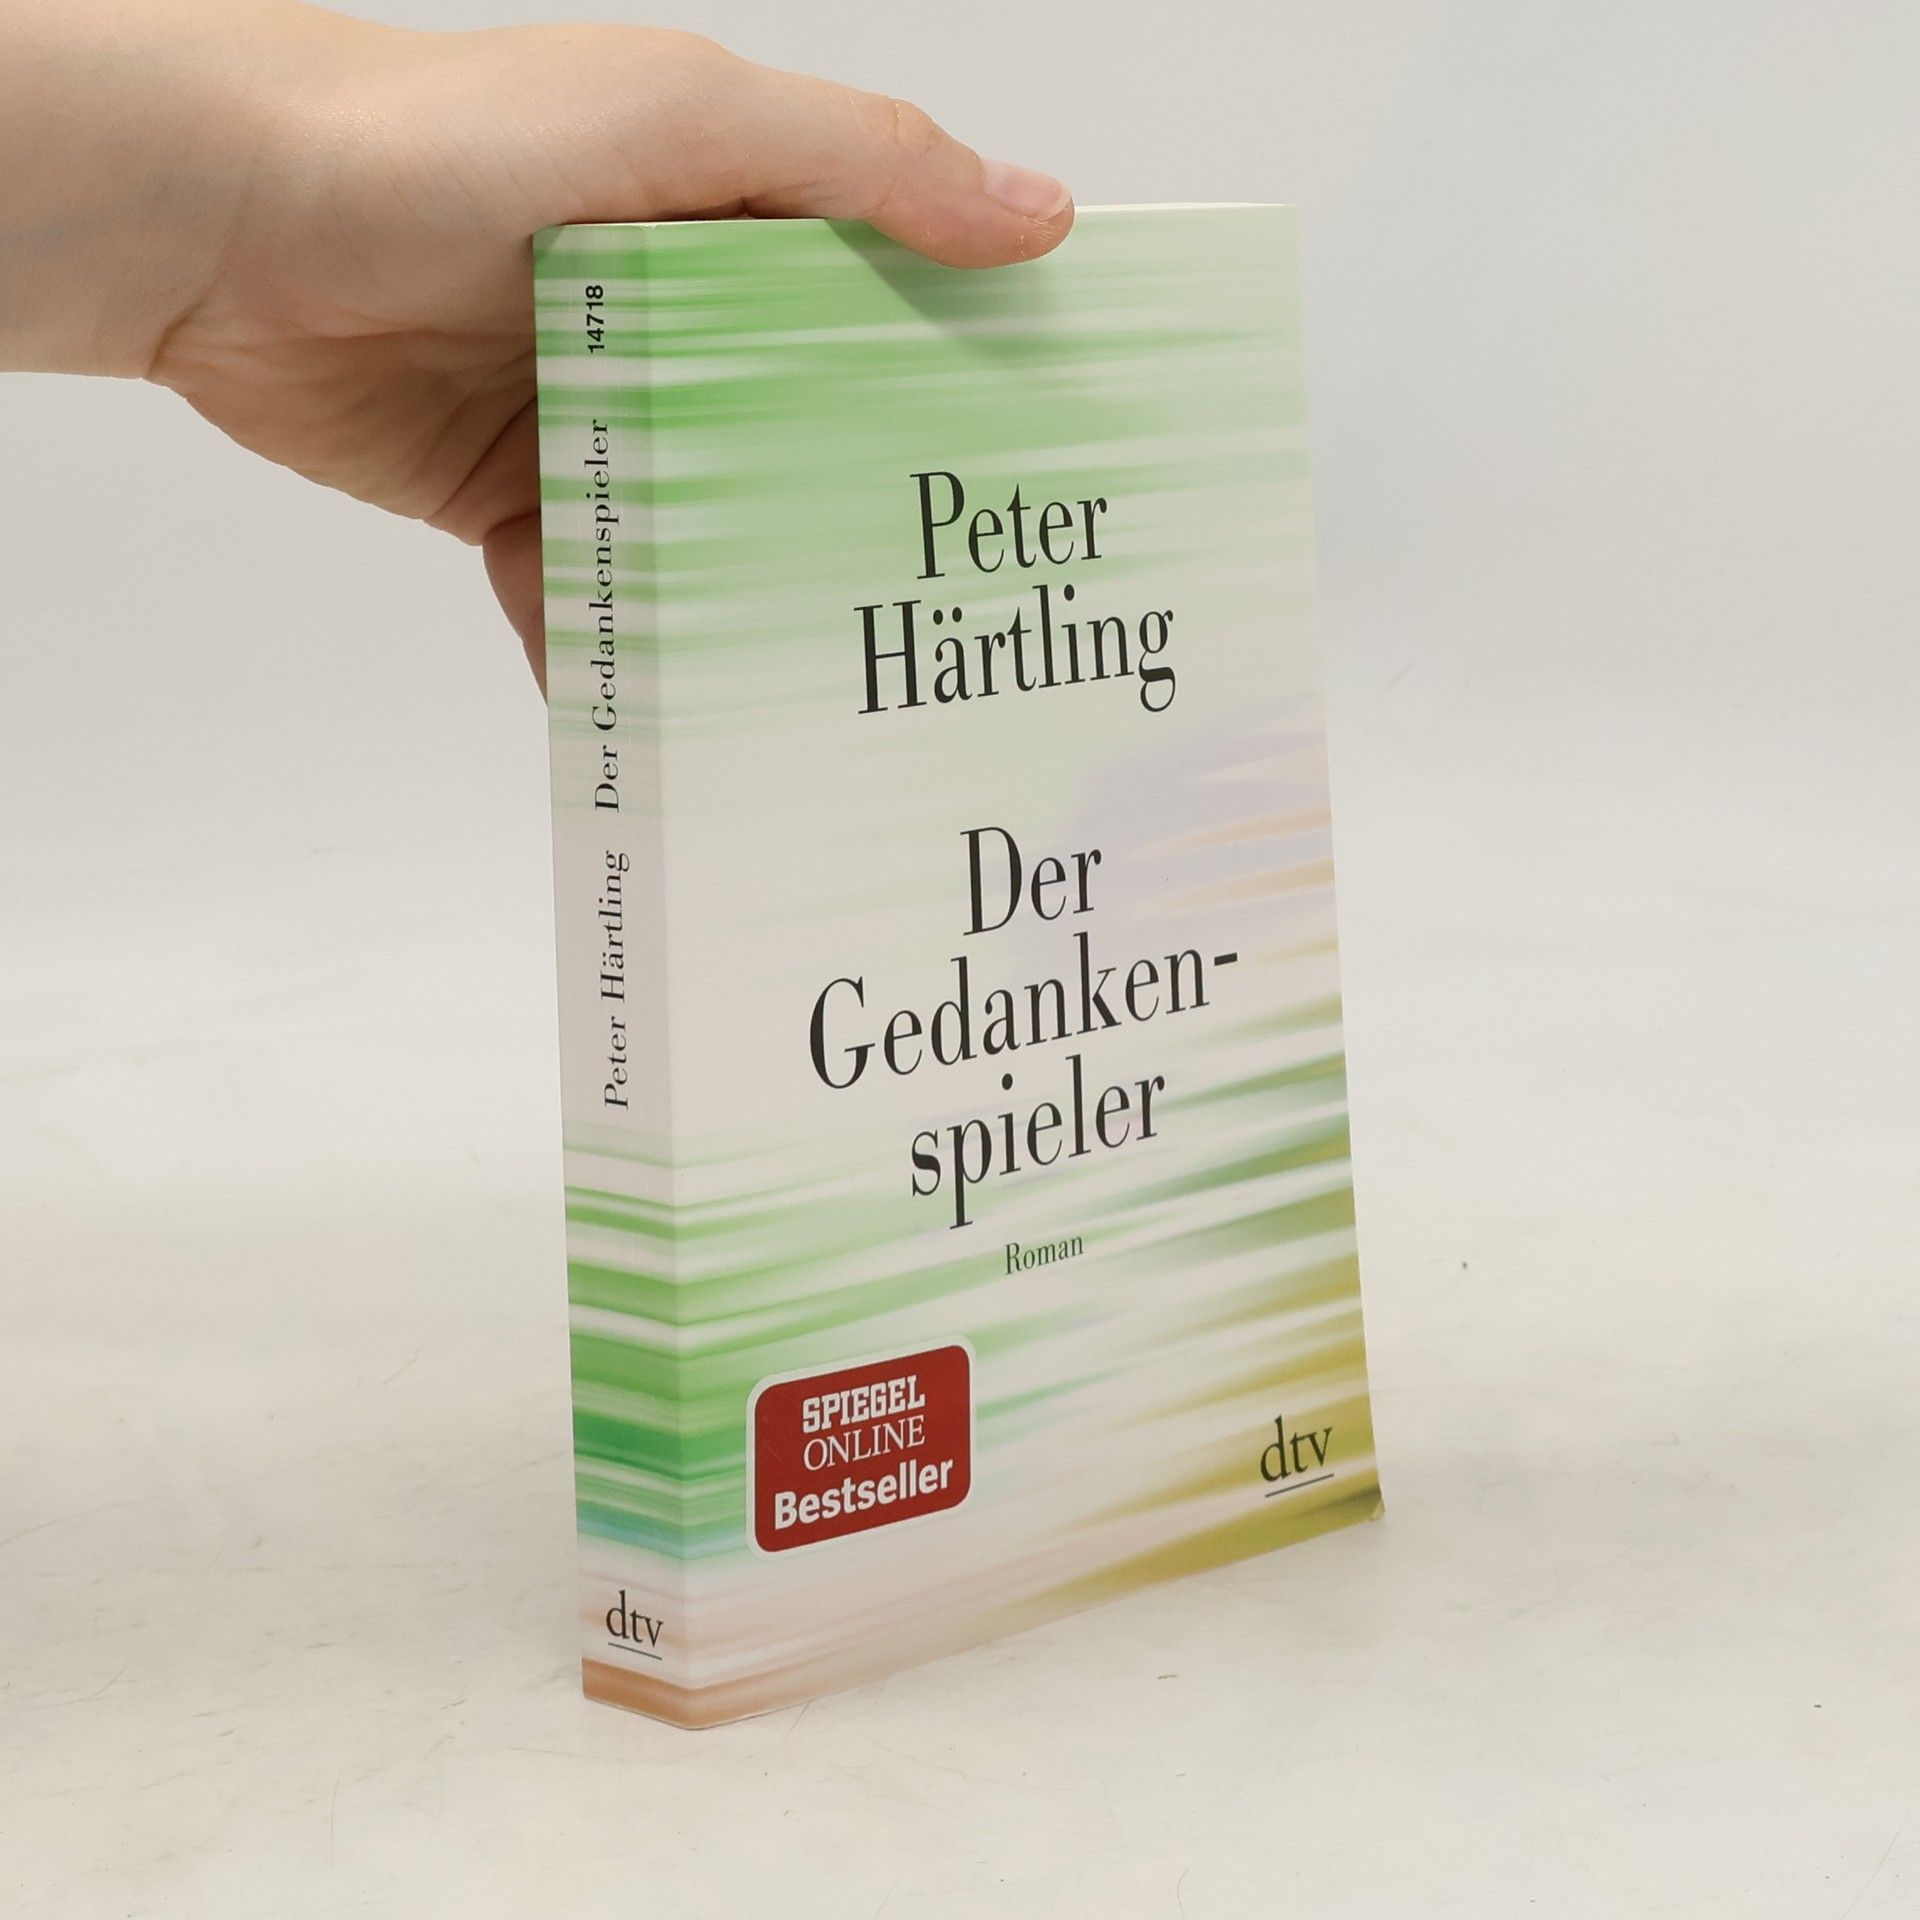 Peter Härtling Der Gedankenspieler 14718
dtv
Peter
Härtling
Der
Gedanken-
spieler
Roman
SPIEGEL
ONLINE
Bestseller
dtv